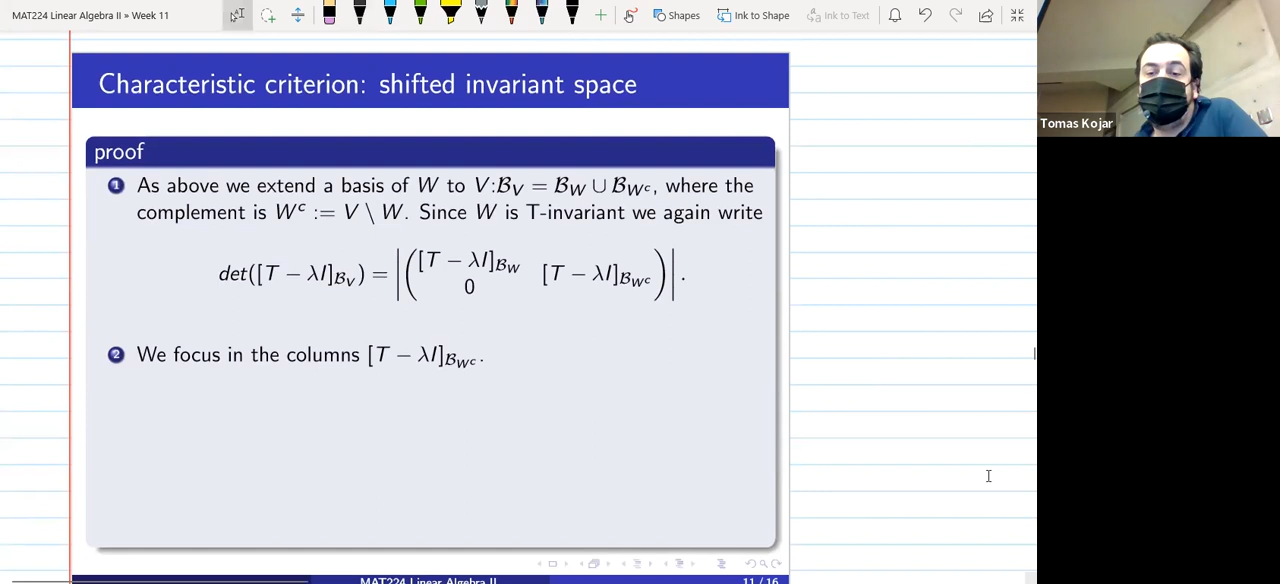 MAT224 Linear Algebra II » Week 11
Shapes
Ink to Shape
Ink to Text
Characteristic criterion: shifted invariant space
proof
1 As above we extend a basis of W to V:𝓑_V = 𝓑_W ∪ 𝓑_{W^c}, where the
complement is W^c := V \ W. Since W is T-invariant we again write
det([T − λI]_{𝓑_V}) = |([T − λI]_{𝓑_W} [T − λI]_{𝓑_{W^c}})|.
0
2 We focus in the columns [T − λI]_{𝓑_{W^c}}.
MAT224 Linear Algebra II
11 / 16
Tomas Kojar